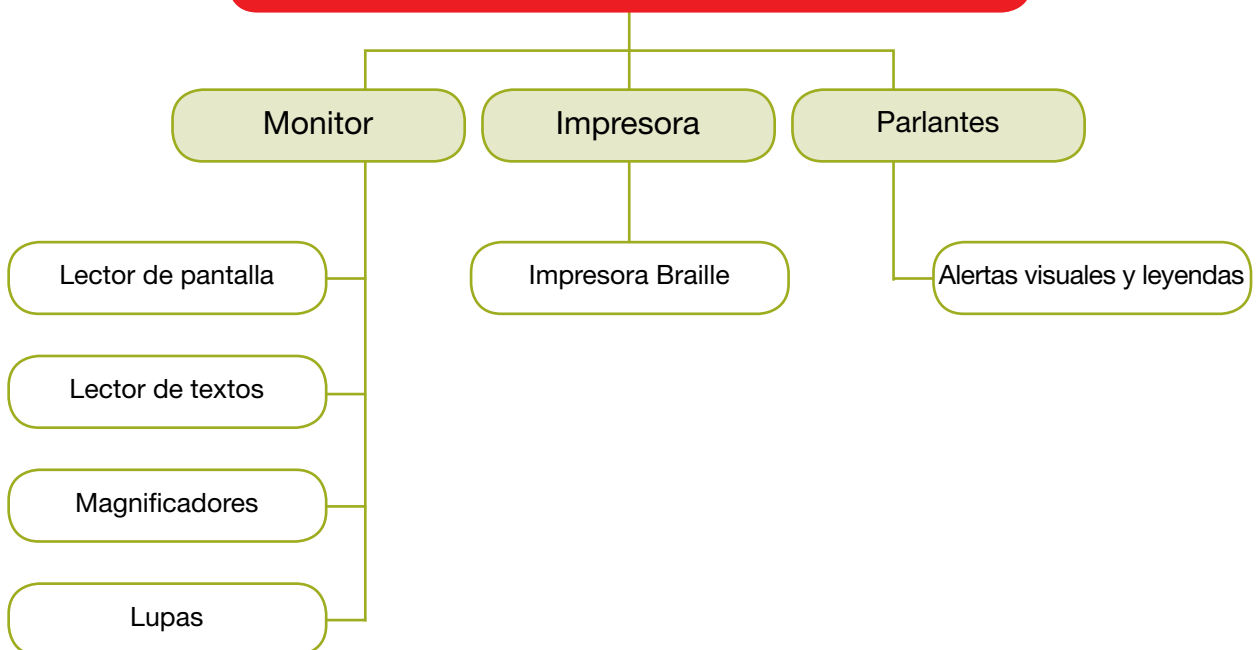 Monitor
Impresora
Parlantes
Lector de pantalla
Impresora Braille
Alertas visuales y leyendas
Lector de textos
Magnificadores
Lupas